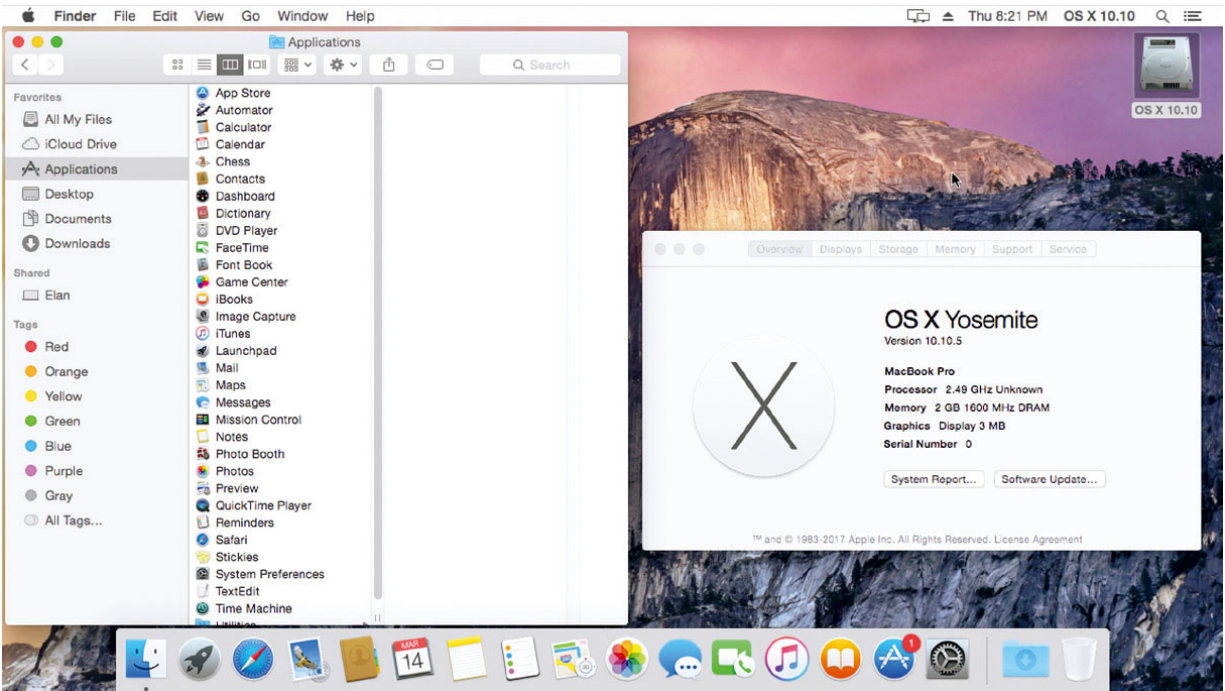 Finder File Edit View Go Window Help
Thu 8:21 PM OS X 10.10
Applications
Search
Favorites
All My Files
iCloud Drive
Applications
Desktop
Documents
Downloads
Shared
Elan
Tags
Red
Orange
Yellow
Green
Blue
Purple
Gray
All Tags...
App Store
Automator
Calculator
Calendar
Chess
Contacts
Dashboard
Dictionary
DVD Player
FaceTime
Font Book
Game Center
iBooks
Image Capture
iTunes
Launchpad
Mail
Maps
Messages
Mission Control
Notes
Photo Booth
Photos
Preview
QuickTime Player
Reminders
Safari
Stickies
System Preferences
TextEdit
Time Machine
Utilities
OS X 10.10
Overview Displays Storage Memory Support Service
OS X Yosemite
Version 10.10.5
MacBook Pro
Processor 2.49 GHz Unknown
Memory 2 GB 1600 MHz DRAM
Graphics Display 3 MB
Serial Number 0
System Report... Software Update...
™ and © 1983-2017 Apple Inc. All Rights Reserved. License Agreement
MAR
14
1